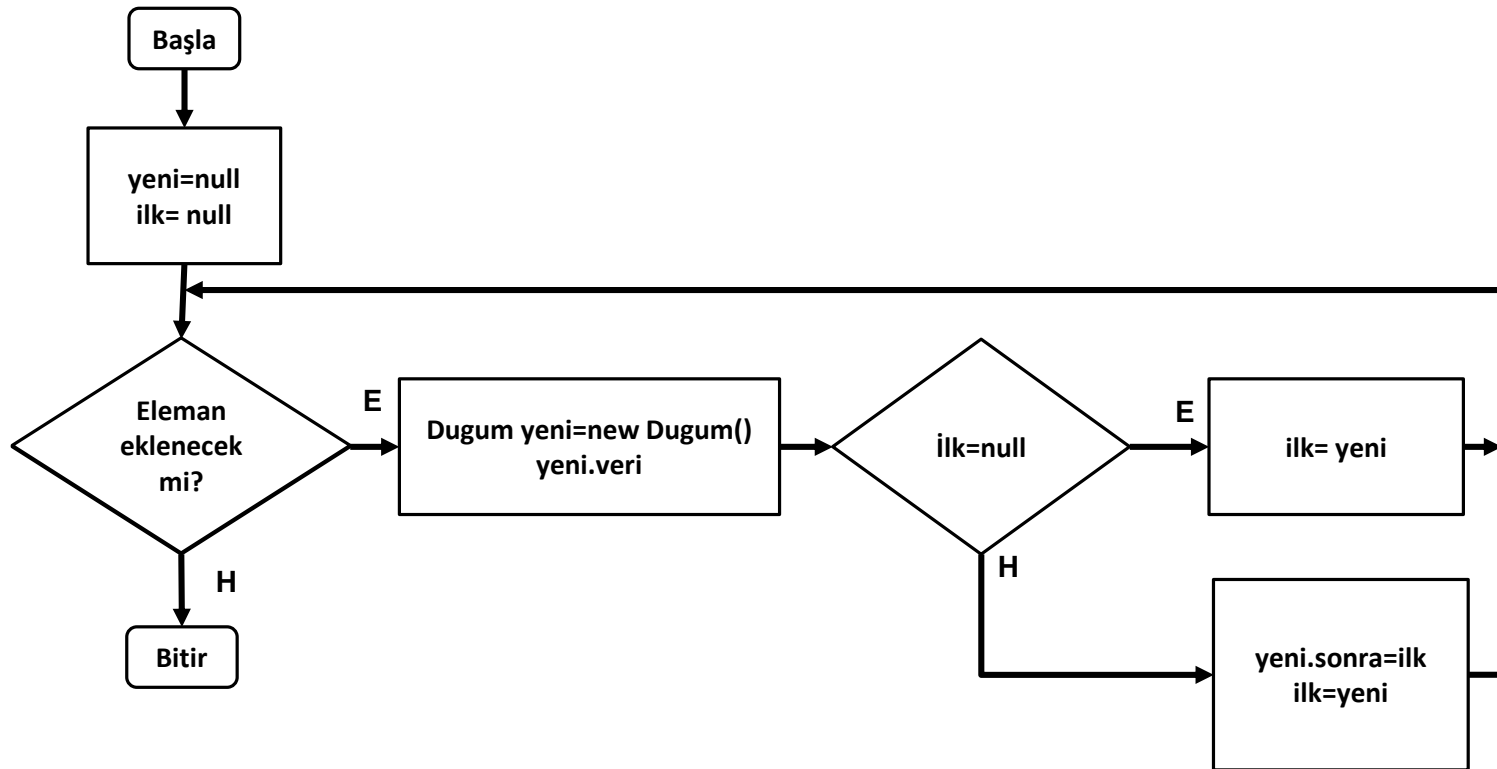 Başla
yeni=null
ilk= null
Eleman
eklenecek
mi?
E
Dugum yeni=new Dugum()
yeni.veri
İlk=null
E
ilk= yeni
H
H
Bitir
yeni.sonra=ilk
ilk=yeni